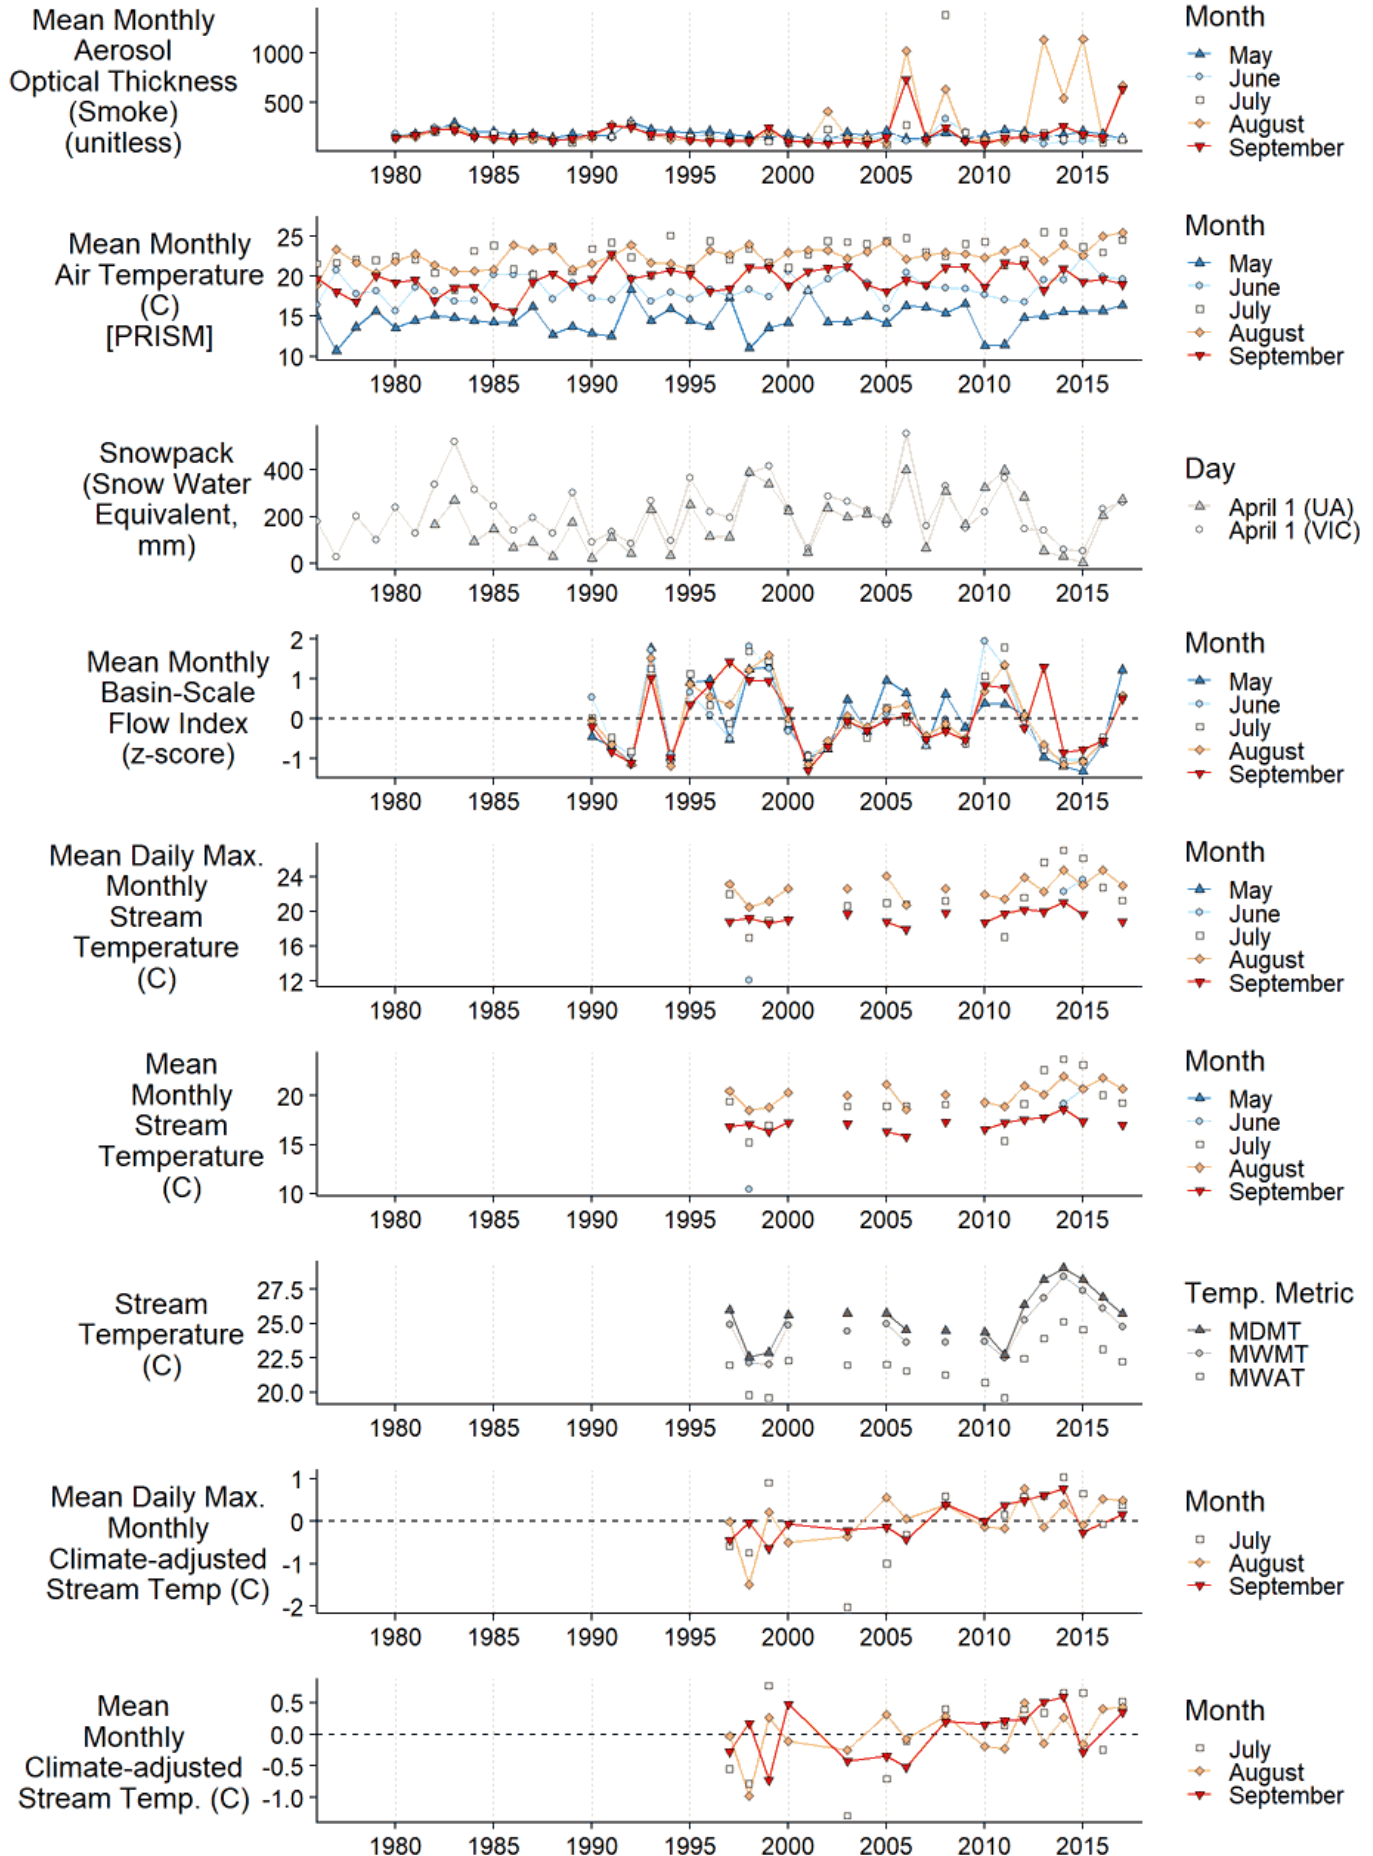 Mean Monthly
Aerosol
Optical Thickness
(Smoke)
(unitless)
1000
500
1980 1985 1990 1995 2000 2005 2010 2015
Month
May
June
July
August
September
Mean Monthly
Air Temperature
(C)
[PRISM]
25
20
15
10
1980 1985 1990 1995 2000 2005 2010 2015
Month
May
June
July
August
September
Snowpack
(Snow Water
Equivalent,
mm)
400
200
0
1980 1985 1990 1995 2000 2005 2010 2015
Day
April 1 (UA)
April 1 (VIC)
Mean Monthly
Basin-Scale
Flow Index
(z-score)
2
1
0
-1
1980 1985 1990 1995 2000 2005 2010 2015
Month
May
June
July
August
September
Mean Daily Max.
Monthly
Stream
Temperature
(C)
24
20
16
12
1980 1985 1990 1995 2000 2005 2010 2015
Month
May
June
July
August
September
Mean
Monthly
Stream
Temperature
(C)
20
15
10
1980 1985 1990 1995 2000 2005 2010 2015
Month
May
June
July
August
September
Stream
Temperature
(C)
27.5
25.0
22.5
20.0
1980 1985 1990 1995 2000 2005 2010 2015
Temp. Metric
MDMT
MWMT
MWAT
Mean Daily Max.
Monthly
Climate-adjusted
Stream Temp (C)
1
0
-1
-2
1980 1985 1990 1995 2000 2005 2010 2015
Month
July
August
September
Mean
Monthly
Climate-adjusted
Stream Temp. (C)
0.5
0.0
-0.5
-1.0
1980 1985 1990 1995 2000 2005 2010 2015
Month
July
August
September